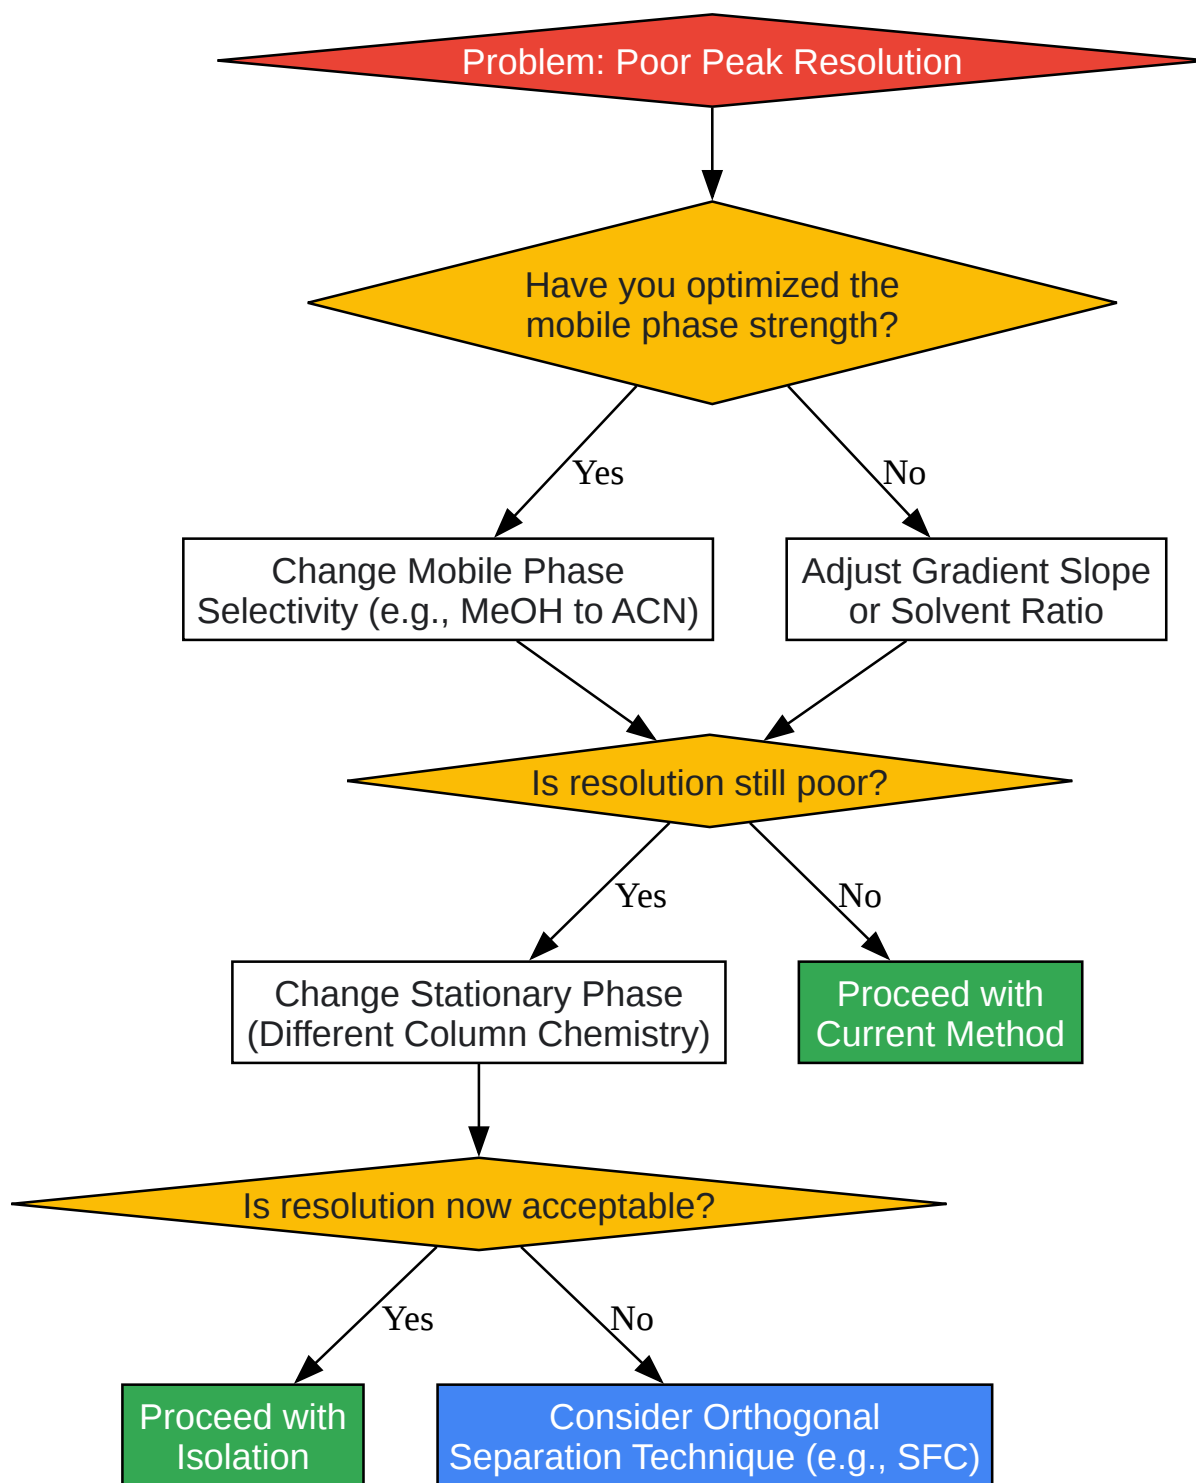 Problem: Poor Peak Resolution
Have you optimized the
mobile phase strength?
Yes
No
Change Mobile Phase
Selectivity (e.g., MeOH to ACN)
Adjust Gradient Slope
or Solvent Ratio
Is resolution still poor?
Yes
No
Change Stationary Phase
(Different Column Chemistry)
Proceed with
Current Method
Is resolution now acceptable?
Yes
No
Proceed with
Isolation
Consider Orthogonal
Separation Technique (e.g., SFC)